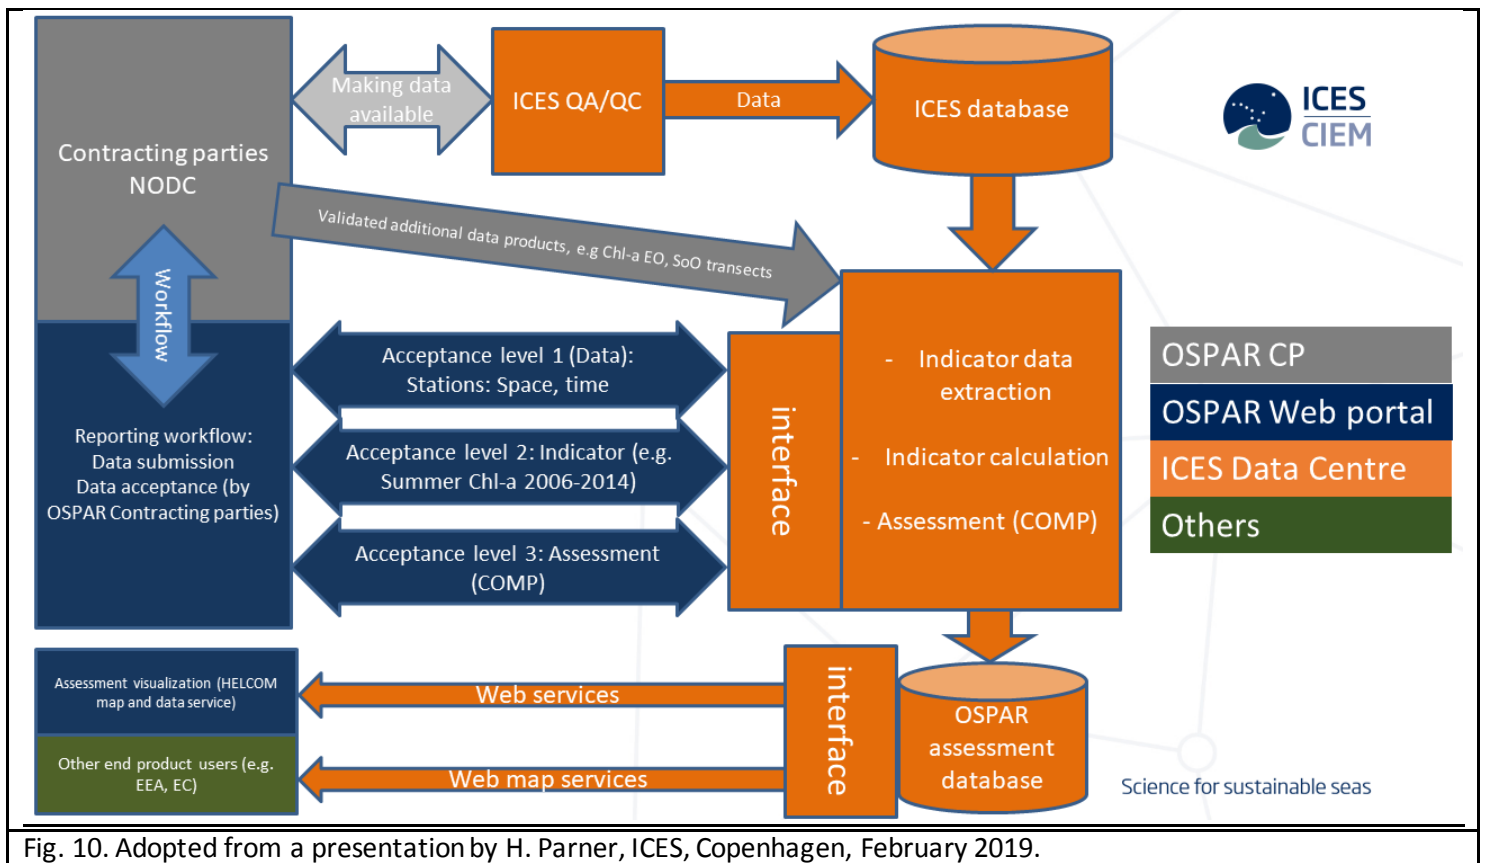 Making data
available
ICES QA/QC
Data
ICES database
ICES
CIEM
Contracting parties
NODC
Validated additional data products, e.g Chl-a EO, SoO transects
Workflow
Reporting workflow:
Data submission
Data acceptance (by
OSPAR Contracting parties)
Acceptance level 1 (Data):
Stations: Space, time
Acceptance level 2: Indicator (e.g.
Summer Chl-a 2006-2014)
Acceptance level 3: Assessment
(COMP)
interface
- Indicator data
extraction
- Indicator calculation
- Assessment (COMP)
OSPAR CP
OSPAR Web portal
ICES Data Centre
Others
Assessment visualization (HELCOM
map and data service)
Other end product users (e.g.
EEA, EC)
Web services
Web map services
interface
OSPAR
assessment
database
Science for sustainable seas
Fig. 10. Adopted from a presentation by H. Parner, ICES, Copenhagen, February 2019.